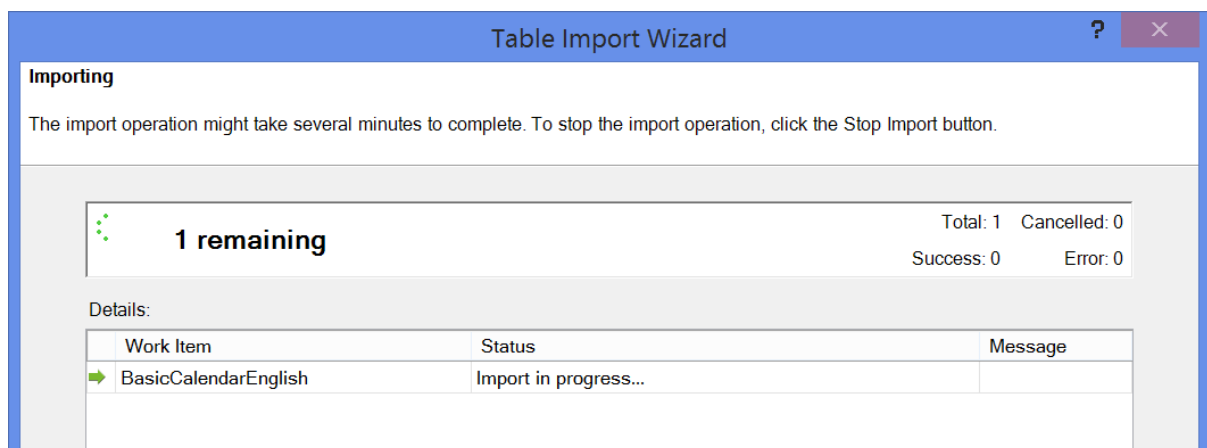 Table Import Wizard
?
Importing
The import operation might take several minutes to complete. To stop the import operation, click the Stop Import button.
1 remaining
Total: 1 Cancelled: 0
Success: 0 Error: 0
Details:
Work Item Status Message
BasicCalendarEnglish Import in progress...